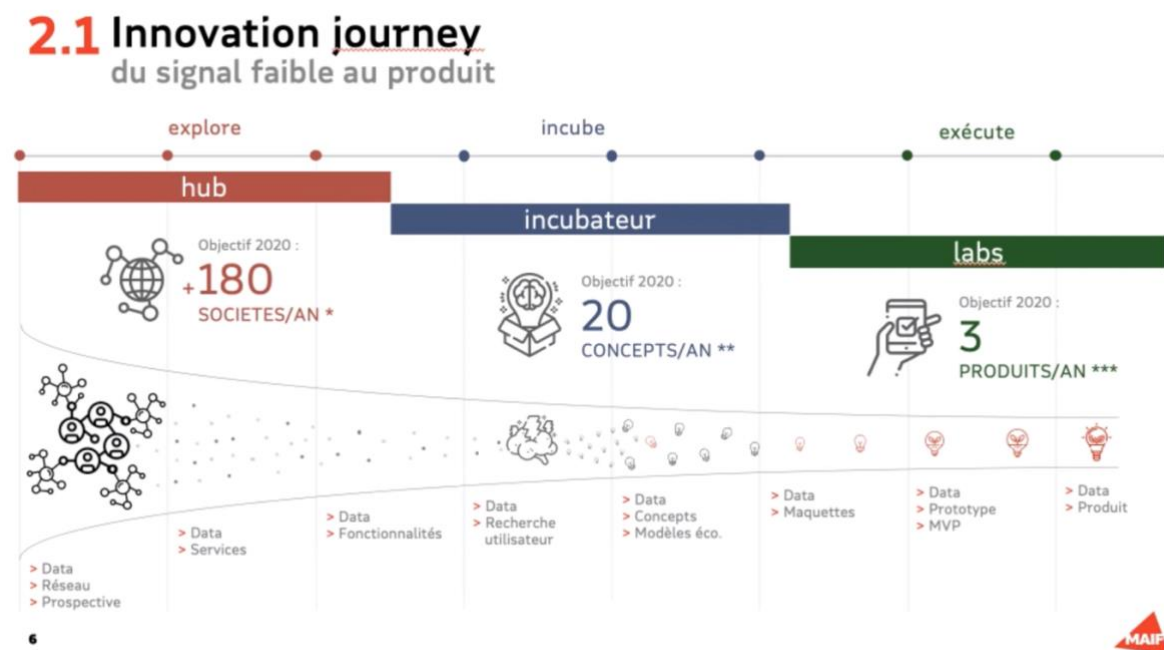 2.1 Innovation journey
du signal faible au produit
explore
incube
exécute
hub
incubateur
labs
Objectif 2020 :
+180
SOCIETES/AN *
Objectif 2020 :
20
CONCEPTS/AN **
Objectif 2020 :
3
PRODUITS/AN ***
> Data
> Réseau
> Prospective
> Data
> Services
> Data
> Fonctionnalités
> Data
> Recherche
utilisateur
> Data
> Concepts
> Modèles éco.
> Data
> Maquettes
> Data
> Prototype
> MVP
> Data
> Produit
6
MAIF